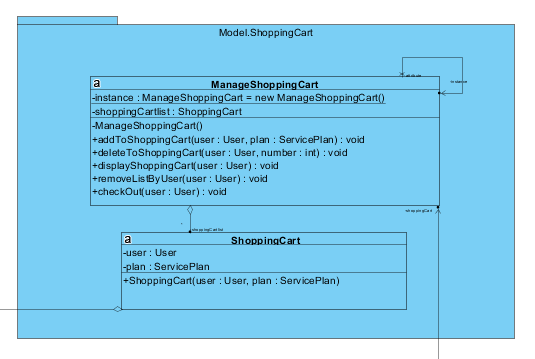 Model.ShoppingCart
attribute
instance
a
ManageShoppingCart
-instance : ManageShoppingCart = new ManageShoppingCart()
-shoppingCartlist : ShoppingCart
-ManageShoppingCart()
+addToShoppingCart(user : User, plan : ServicePlan) : void
+deleteToShoppingCart(user : User, number : int) : void
+displayShoppingCart(user : User) : void
+removeListByUser(user : User) : void
+checkOut(user : User) : void
shoppingCart
*
shoppingCartlist
a
ShoppingCart
-user : User
-plan : ServicePlan
+ShoppingCart(user : User, plan : ServicePlan)